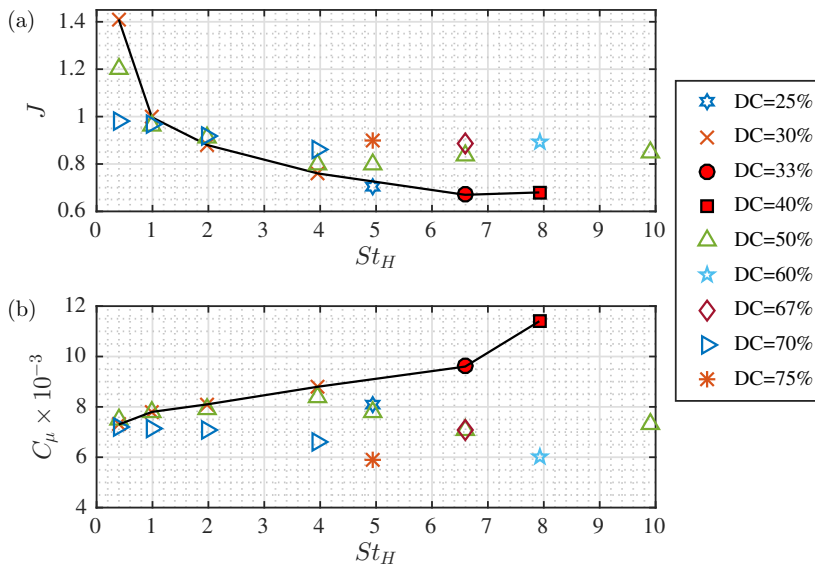 (a)
1.4
1.2
1
0.8
0.6
J
0 1 2 3 4 5 6 7 8 9 10
St_H
(b)
12
10
8
6
4
C_μ × 10⁻³
0 1 2 3 4 5 6 7 8 9 10
St_H
DC=25%
DC=30%
DC=33%
DC=40%
DC=50%
DC=60%
DC=67%
DC=70%
DC=75%